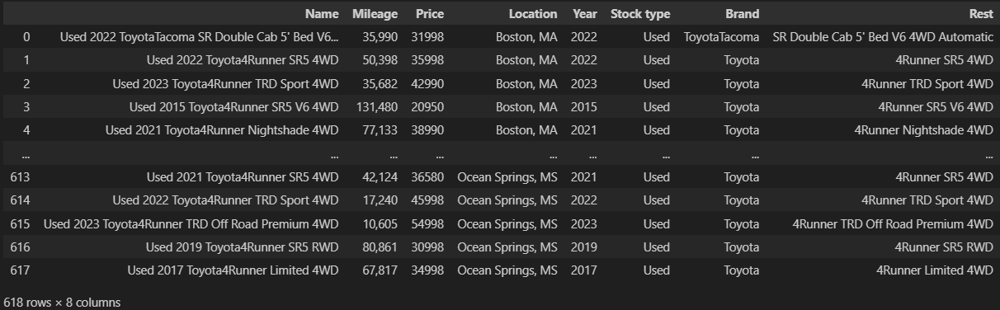 Name Mileage Price Location Year Stock type Brand Rest
0 Used 2022 ToyotaTacoma SR Double Cab 5' Bed V6... 35,990 31998 Boston, MA 2022 Used ToyotaTacoma SR Double Cab 5' Bed V6 4WD Automatic
1 Used 2022 Toyota4Runner SR5 4WD 50,398 35998 Boston, MA 2022 Used Toyota 4Runner SR5 4WD
2 Used 2023 Toyota4Runner TRD Sport 4WD 35,682 42990 Boston, MA 2023 Used Toyota 4Runner TRD Sport 4WD
3 Used 2015 Toyota4Runner SR5 V6 4WD 131,480 20950 Boston, MA 2015 Used Toyota 4Runner SR5 V6 4WD
4 Used 2021 Toyota4Runner Nightshade 4WD 77,133 38990 Boston, MA 2021 Used Toyota 4Runner Nightshade 4WD
... ... ... ... ... ... ... ... ...
613 Used 2021 Toyota4Runner SR5 4WD 42,124 36580 Ocean Springs, MS 2021 Used Toyota 4Runner SR5 4WD
614 Used 2022 Toyota4Runner TRD Sport 4WD 17,240 45998 Ocean Springs, MS 2022 Used Toyota 4Runner TRD Sport 4WD
615 Used 2023 Toyota4Runner TRD Off Road Premium 4WD 10,605 54998 Ocean Springs, MS 2023 Used Toyota 4Runner TRD Off Road Premium 4WD
616 Used 2019 Toyota4Runner SR5 RWD 80,861 30998 Ocean Springs, MS 2019 Used Toyota 4Runner SR5 RWD
617 Used 2017 Toyota4Runner Limited 4WD 67,817 34998 Ocean Springs, MS 2017 Used Toyota 4Runner Limited 4WD
618 rows × 8 columns